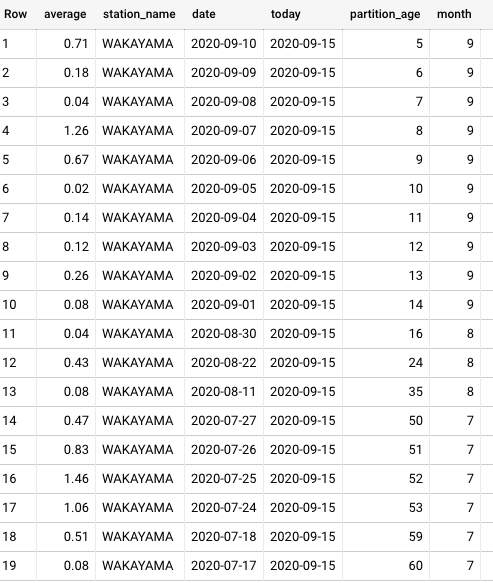 Row average station_name date today partition_age month
1 0.71 WAKAYAMA 2020-09-10 2020-09-15 5 9
2 0.18 WAKAYAMA 2020-09-09 2020-09-15 6 9
3 0.04 WAKAYAMA 2020-09-08 2020-09-15 7 9
4 1.26 WAKAYAMA 2020-09-07 2020-09-15 8 9
5 0.67 WAKAYAMA 2020-09-06 2020-09-15 9 9
6 0.02 WAKAYAMA 2020-09-05 2020-09-15 10 9
7 0.14 WAKAYAMA 2020-09-04 2020-09-15 11 9
8 0.12 WAKAYAMA 2020-09-03 2020-09-15 12 9
9 0.26 WAKAYAMA 2020-09-02 2020-09-15 13 9
10 0.08 WAKAYAMA 2020-09-01 2020-09-15 14 9
11 0.04 WAKAYAMA 2020-08-30 2020-09-15 16 8
12 0.43 WAKAYAMA 2020-08-22 2020-09-15 24 8
13 0.08 WAKAYAMA 2020-08-11 2020-09-15 35 8
14 0.47 WAKAYAMA 2020-07-27 2020-09-15 50 7
15 0.83 WAKAYAMA 2020-07-26 2020-09-15 51 7
16 1.46 WAKAYAMA 2020-07-25 2020-09-15 52 7
17 1.06 WAKAYAMA 2020-07-24 2020-09-15 53 7
18 0.51 WAKAYAMA 2020-07-18 2020-09-15 59 7
19 0.08 WAKAYAMA 2020-07-17 2020-09-15 60 7